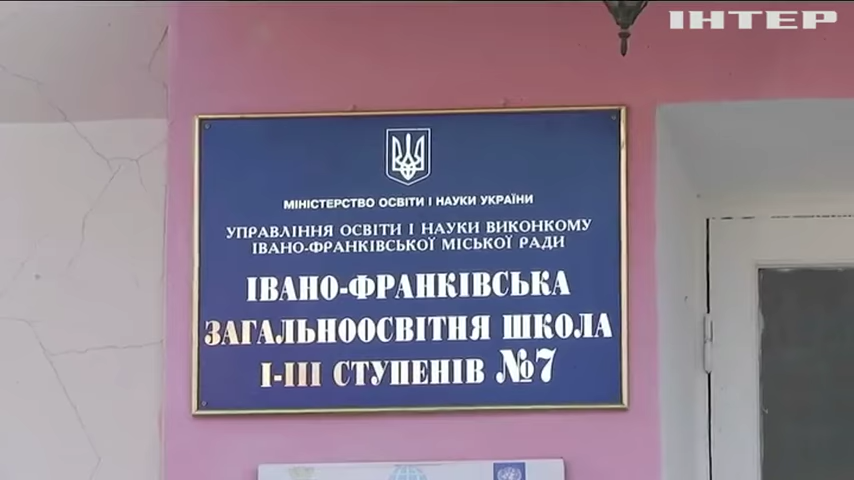 ІНТЕР
МІНІСТЕРСТВО ОСВІТИ І НАУКИ УКРАЇНИ
УПРАВЛІННЯ ОСВІТИ І НАУКИ ВИКОНКОМУ
ІВАНО-ФРАНКІВСЬКОЇ МІСЬКОЇ РАДИ
ІВАНО-ФРАНКІВСЬКА
ЗАГАЛЬНООСВІТНЯ ШКОЛА
І-ІІІ СТУПЕНІВ №7